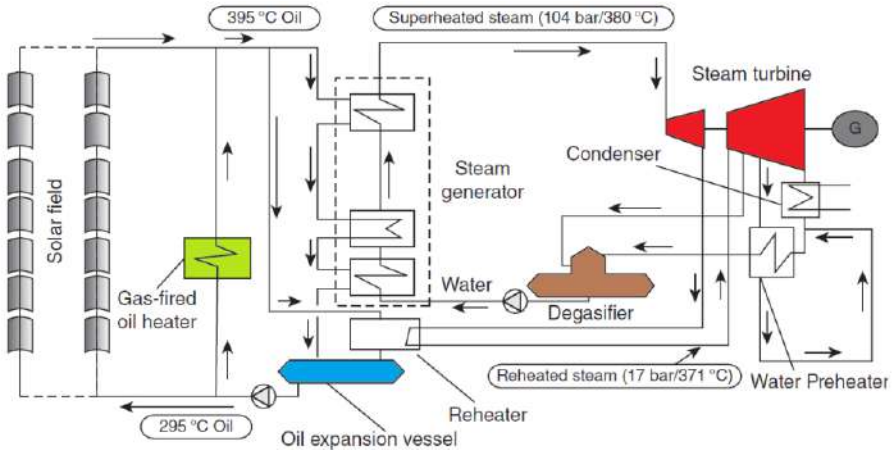 395 °C Oil
Superheated steam (104 bar/380 °C)
Steam turbine
G
Condenser
Steam
generator
Solar field
Gas-fired
oil heater
Water
Degasifier
Reheated steam (17 bar/371 °C)
Water Preheater
Reheater
295 °C Oil
Oil expansion vessel